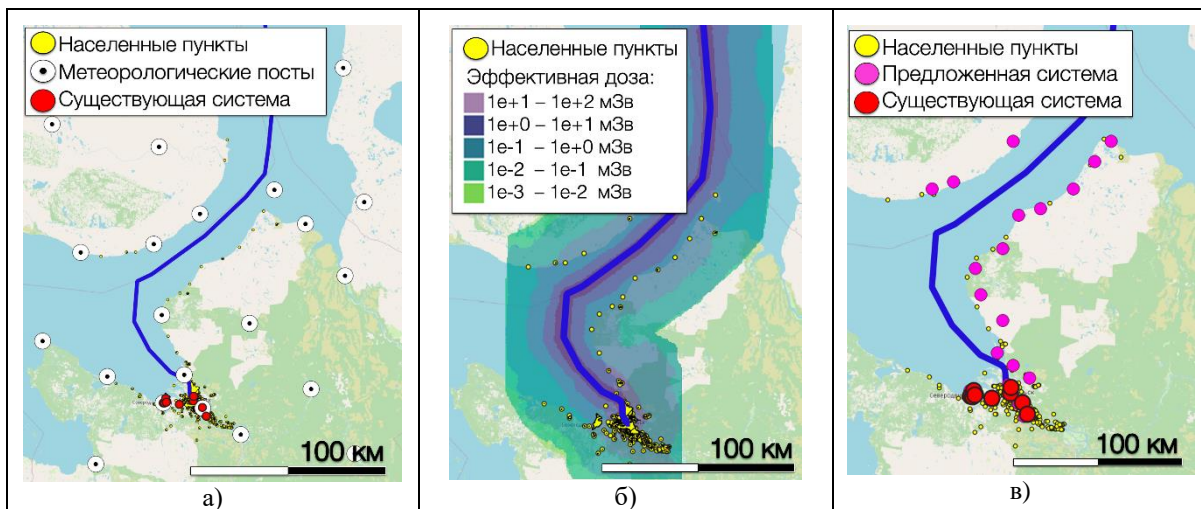 Населенные пункты
Метеорологические посты
Существующая система
100 км
а)
Населенные пункты
Эффективная доза:
1e+1 – 1e+2 мЗв
1e+0 – 1e+1 мЗв
1e-1 – 1e+0 мЗв
1e-2 – 1e-1 мЗв
1e-3 – 1e-2 мЗв
100 км
б)
Населенные пункты
Предложенная система
Существующая система
100 км
в)